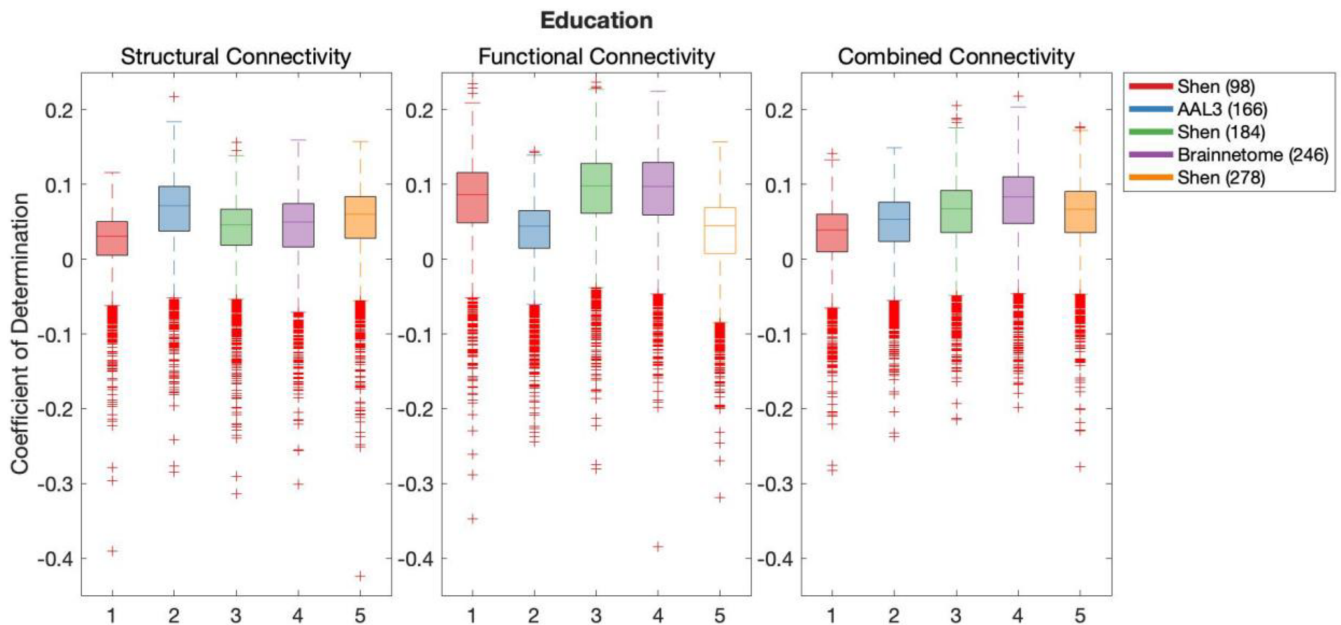 Education
Structural Connectivity
Functional Connectivity
Combined Connectivity
Coefficient of Determination
0.2
0.1
0
-0.1
-0.2
-0.3
-0.4
1 2 3 4 5
0.2
0.1
0
-0.1
-0.2
-0.3
-0.4
1 2 3 4 5
0.2
0.1
0
-0.1
-0.2
-0.3
-0.4
1 2 3 4 5
Shen (98)
AAL3 (166)
Shen (184)
Brainnetome (246)
Shen (278)